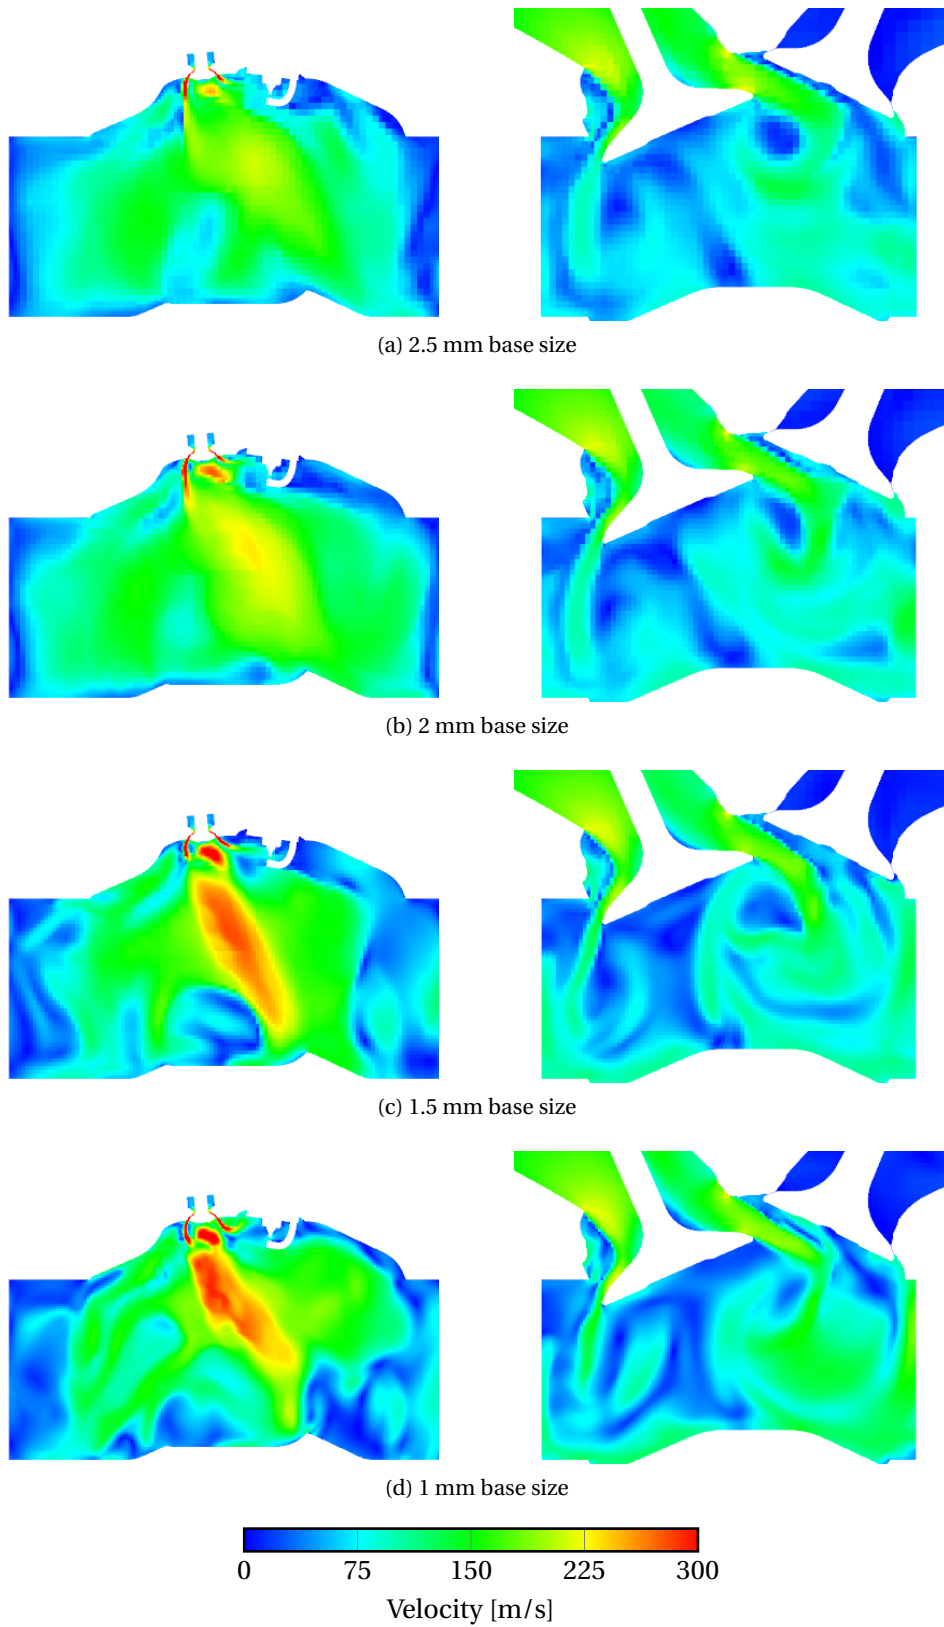 (a) 2.5 mm base size
(b) 2 mm base size
(c) 1.5 mm base size
(d) 1 mm base size
0 75 150 225 300
Velocity [m/s]